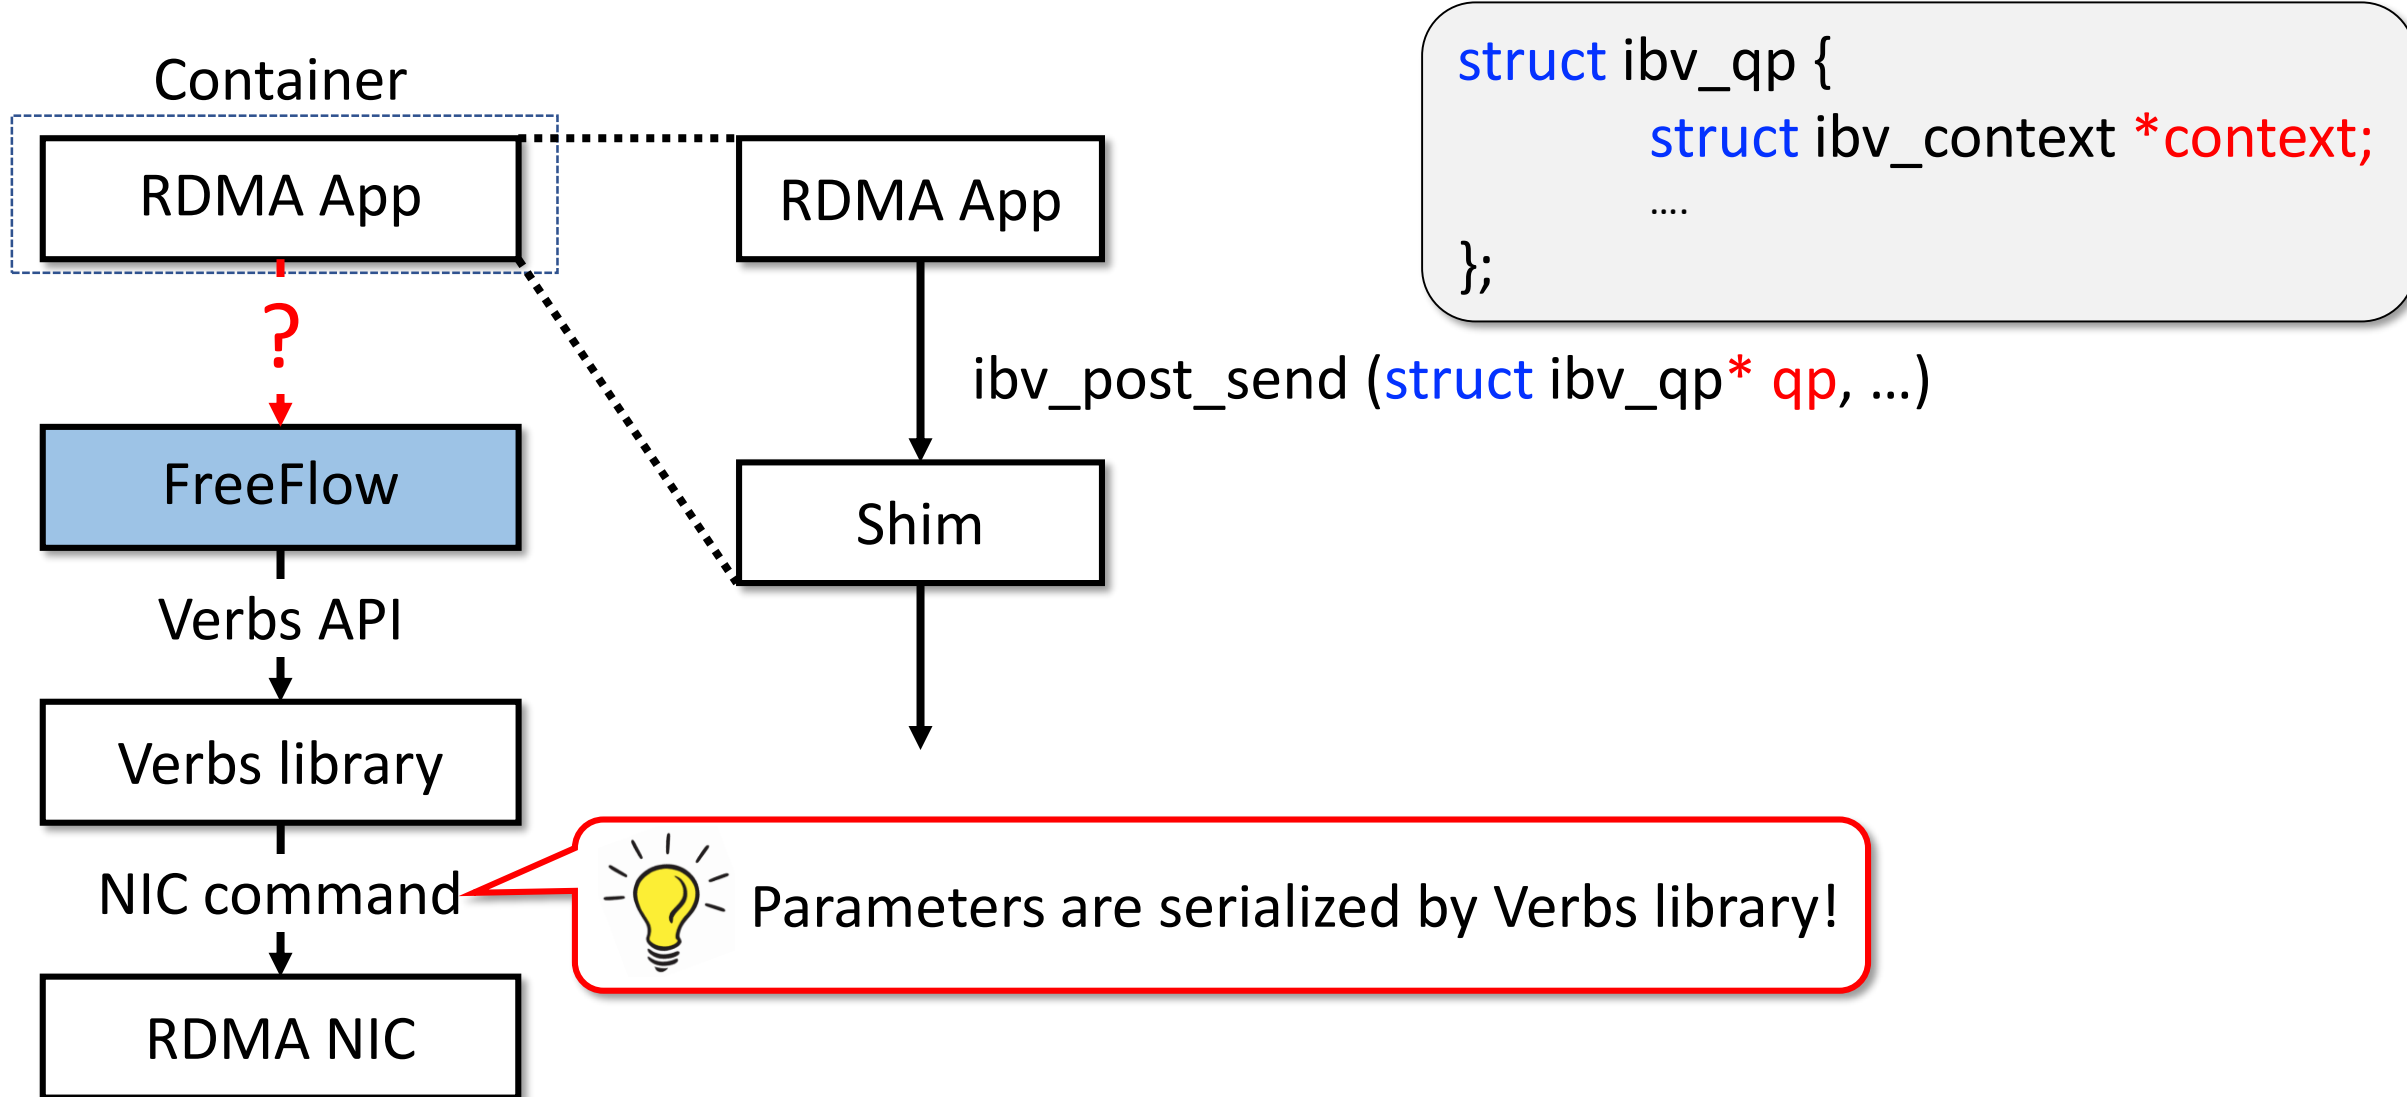 Container
RDMA App
?
FreeFlow
Verbs API
Verbs library
NIC command
RDMA NIC
RDMA App
ibv_post_send (struct ibv_qp* qp, …)
Shim
struct ibv_qp {
struct ibv_context *context;
….
};
Parameters are serialized by Verbs library!